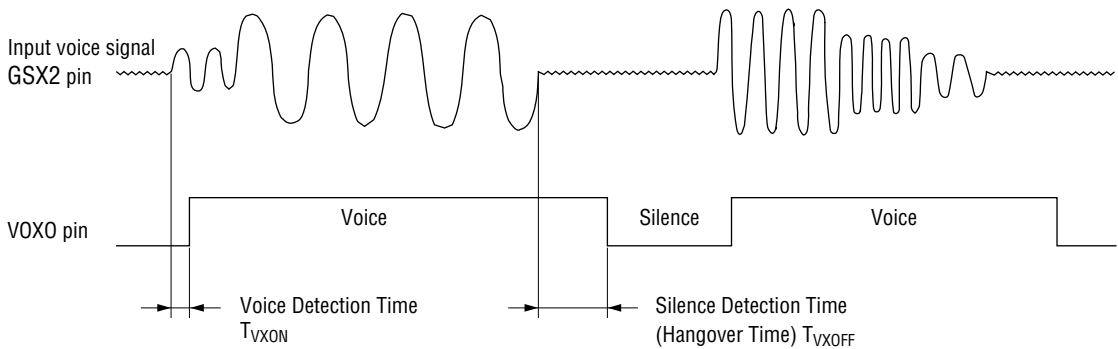 Input voice signal
GSX2 pin
VOXO pin
Voice
Silence
Voice
Voice Detection Time
TVXON
Silence Detection Time
(Hangover Time) TVXOFF